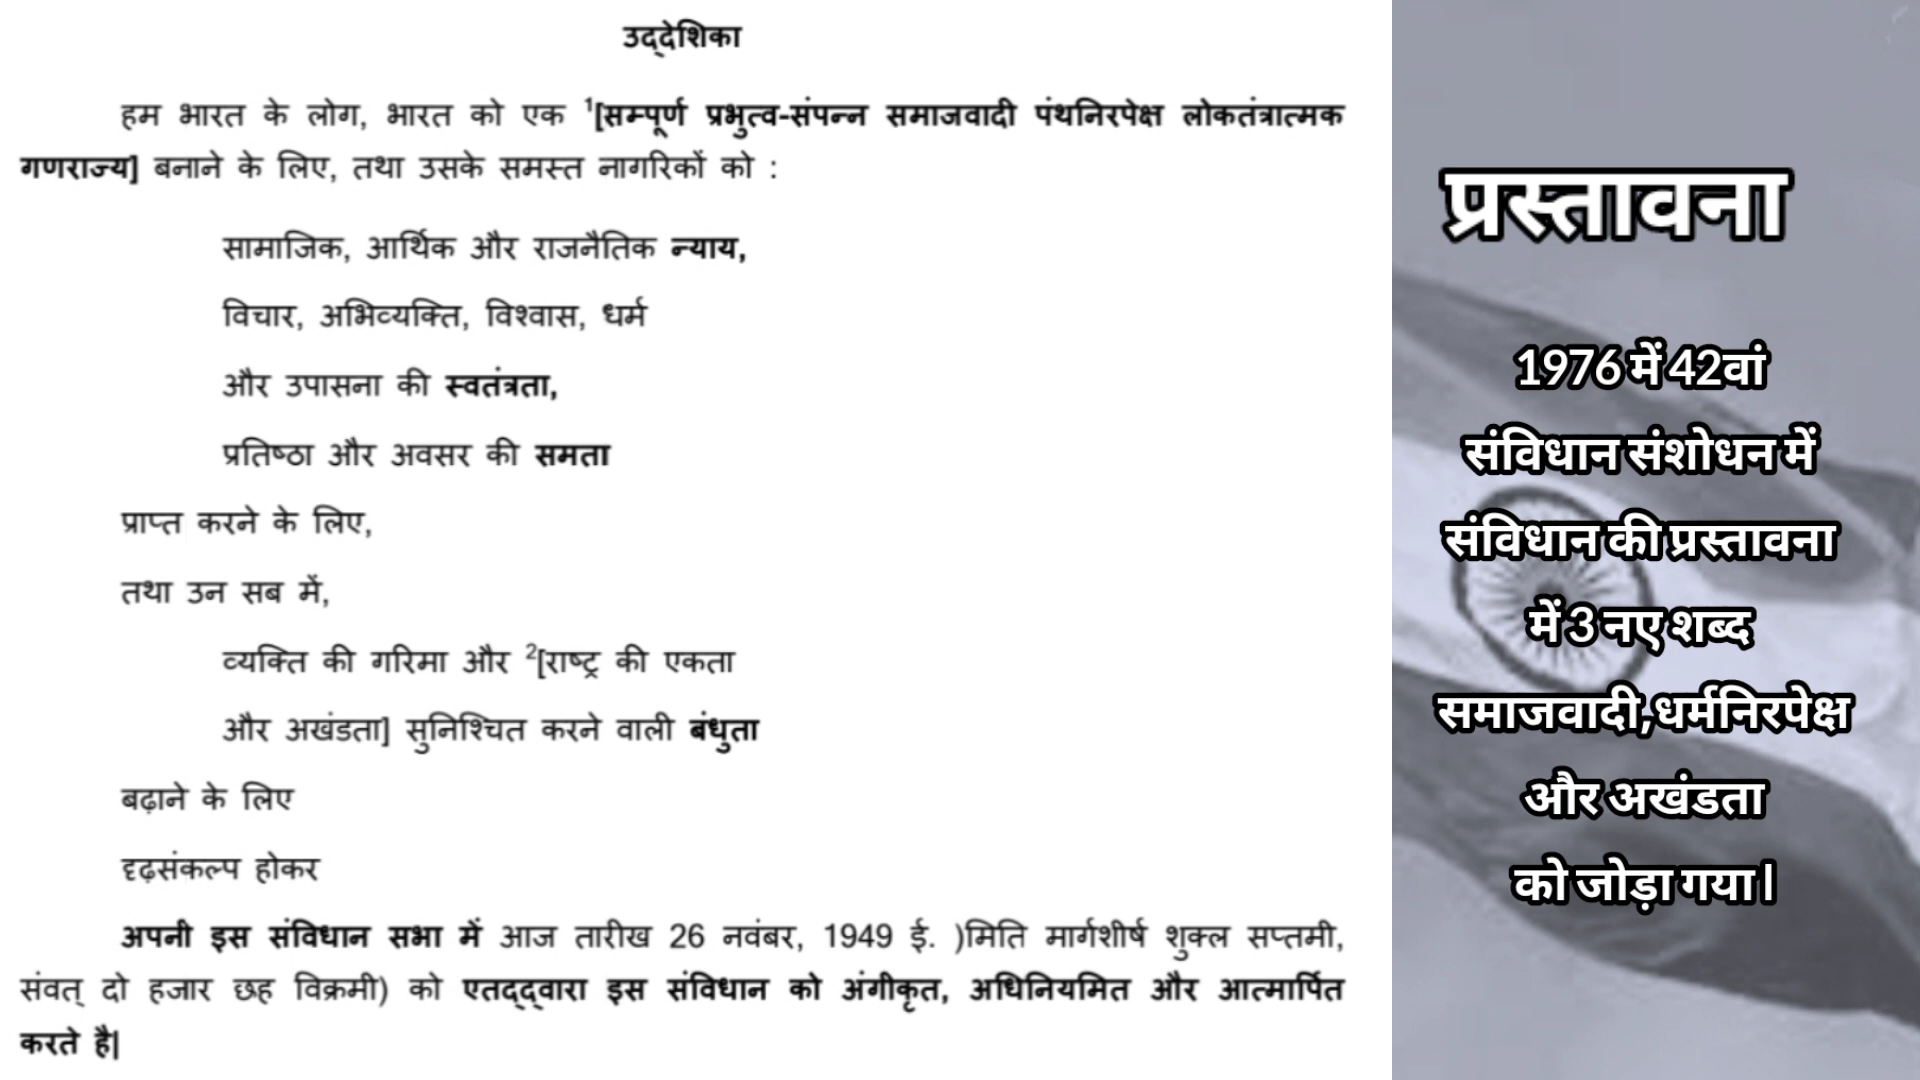 उद्देशिका
हम भारत के लोग, भारत को एक ¹[सम्पूर्ण प्रभुत्व-संपन्न समाजवादी पंथनिरपेक्ष लोकतंत्रात्मक
गणराज्य] बनाने के लिए, तथा उसके समस्त नागरिकों को :
सामाजिक, आर्थिक और राजनैतिक न्याय,
विचार, अभिव्यक्ति, विश्वास, धर्म
और उपासना की स्वतंत्रता,
प्रतिष्ठा और अवसर की समता
प्राप्त करने के लिए,
तथा उन सब में,
व्यक्ति की गरिमा और ²[राष्ट्र की एकता
और अखंडता] सुनिश्चित करने वाली बंधुता
बढ़ाने के लिए
दृढ़संकल्प होकर
अपनी इस संविधान सभा में आज तारीख 26 नवंबर, 1949 ई. )मिति मार्गशीर्ष शुक्ल सप्तमी,
संवत् दो हजार छह विक्रमी) को एतद्द्वारा इस संविधान को अंगीकृत, अधिनियमित और आत्मार्पित
करते है|
प्रस्तावना
1976 में 42वां
संविधान संशोधन में
संविधान की प्रस्तावना
में 3 नए शब्द
समाजवादी,धर्मनिरपेक्ष
और अखंडता
को जोड़ा गया।